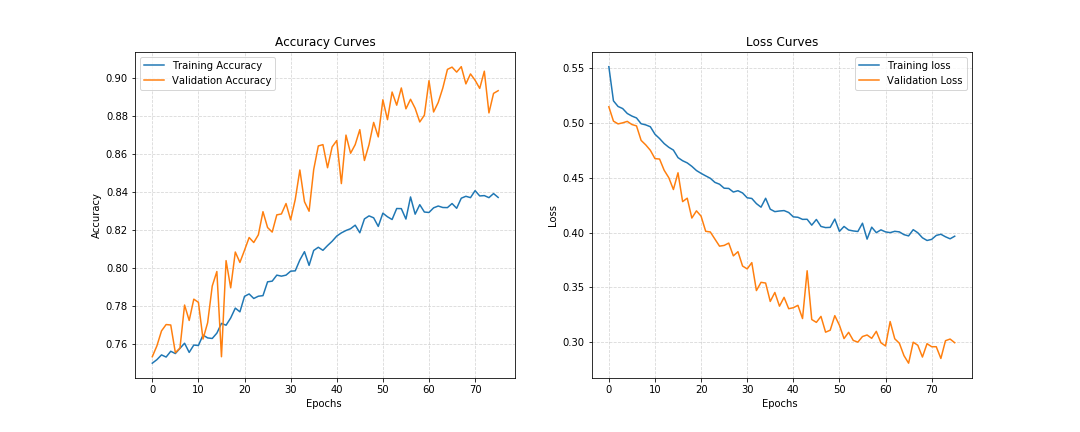 Accuracy Curves
Training Accuracy
Validation Accuracy
0.90
0.88
0.86
0.84
0.82
0.80
0.78
0.76
Accuracy
0 10 20 30 40 50 60 70
Epochs
Loss Curves
Training loss
Validation Loss
0.55
0.50
0.45
0.40
0.35
0.30
Loss
0 10 20 30 40 50 60 70
Epochs